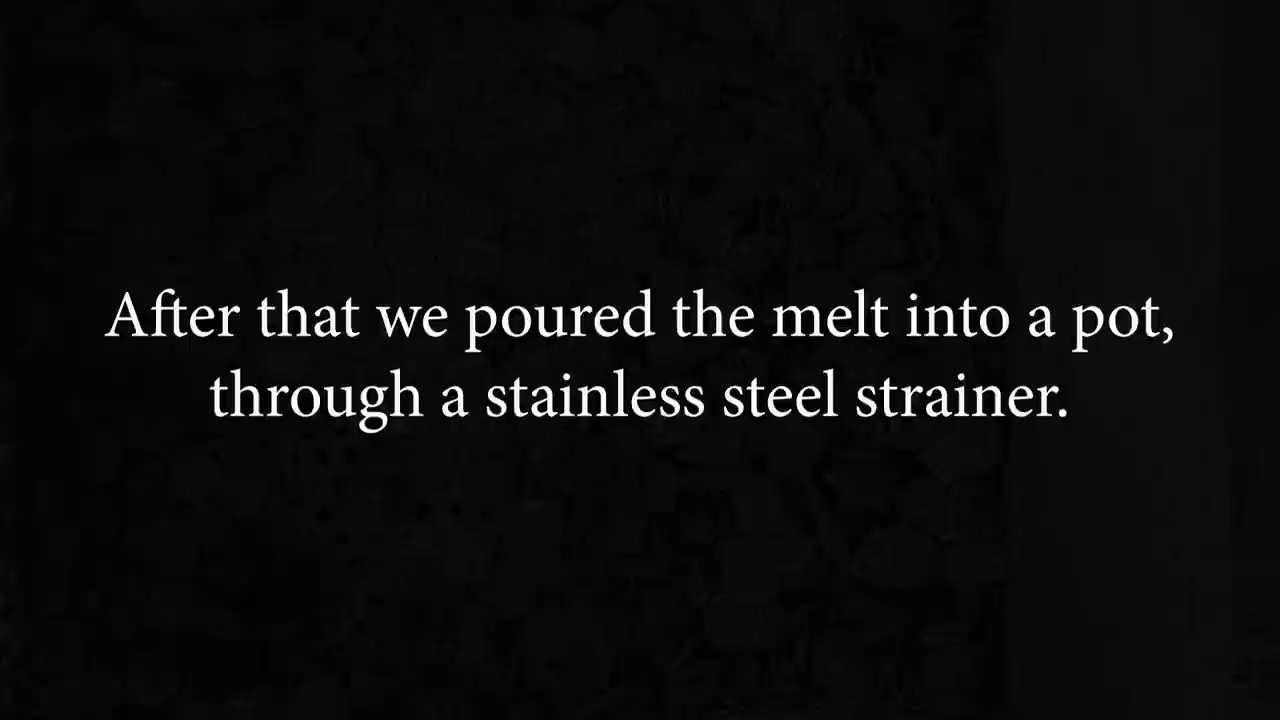 After that we poured the melt into a pot,
through a stainless steel strainer.